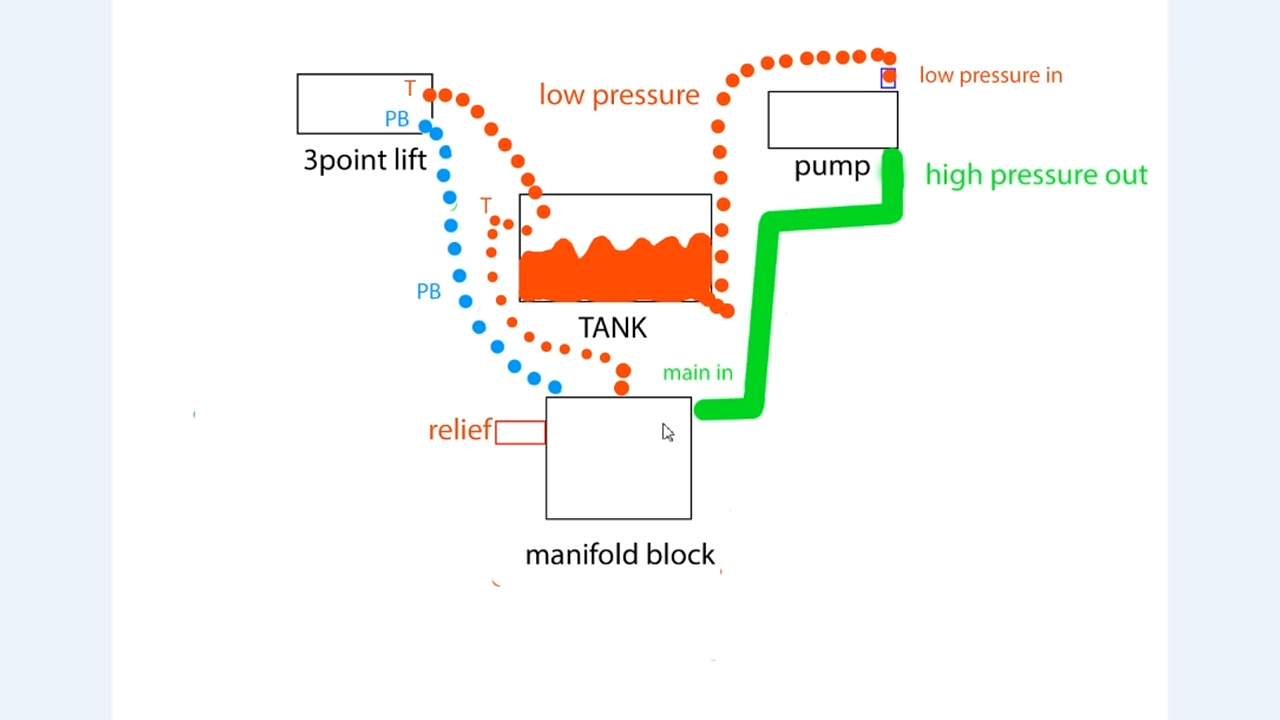 T
low pressure
low pressure in
PB
3point lift
pump
high pressure out
T
PB
TANK
main in
relief
manifold block